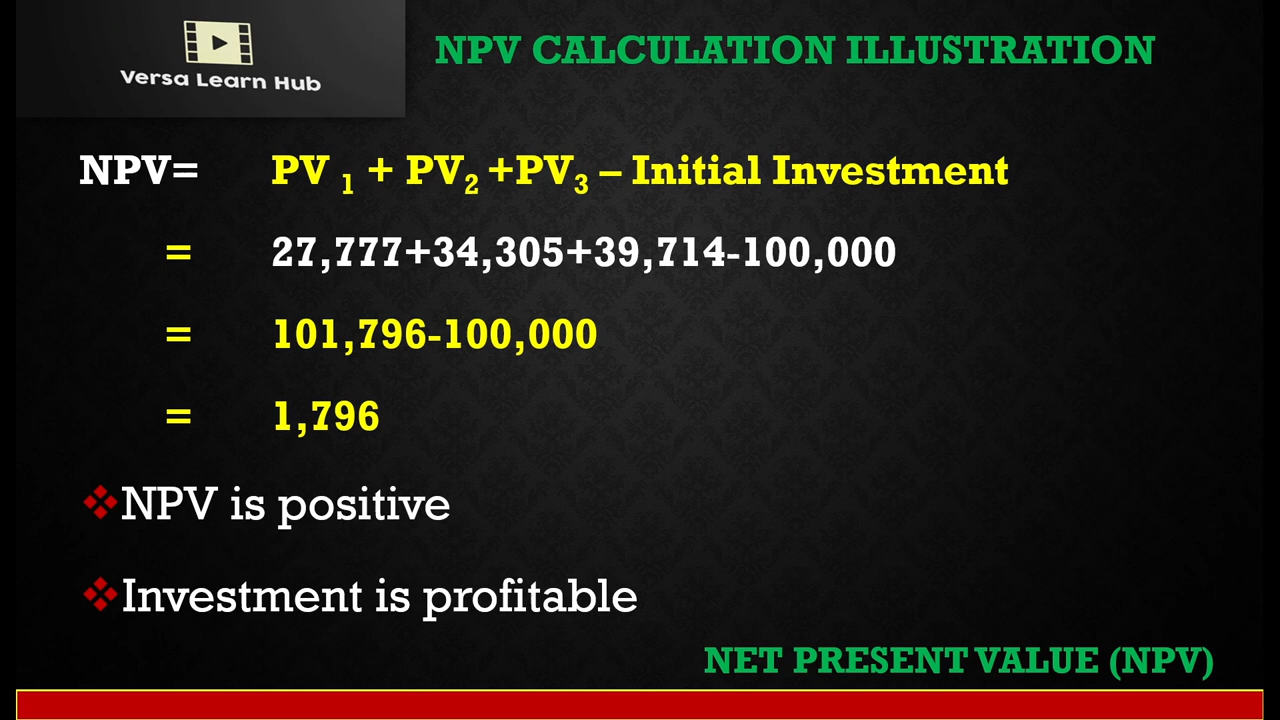 Versa Learn Hub
NPV CALCULATION ILLUSTRATION
NPV= PV 1 + PV2 +PV3 – Initial Investment
= 27,777+34,305+39,714-100,000
= 101,796-100,000
= 1,796
❖NPV is positive
❖Investment is profitable
NET PRESENT VALUE (NPV)